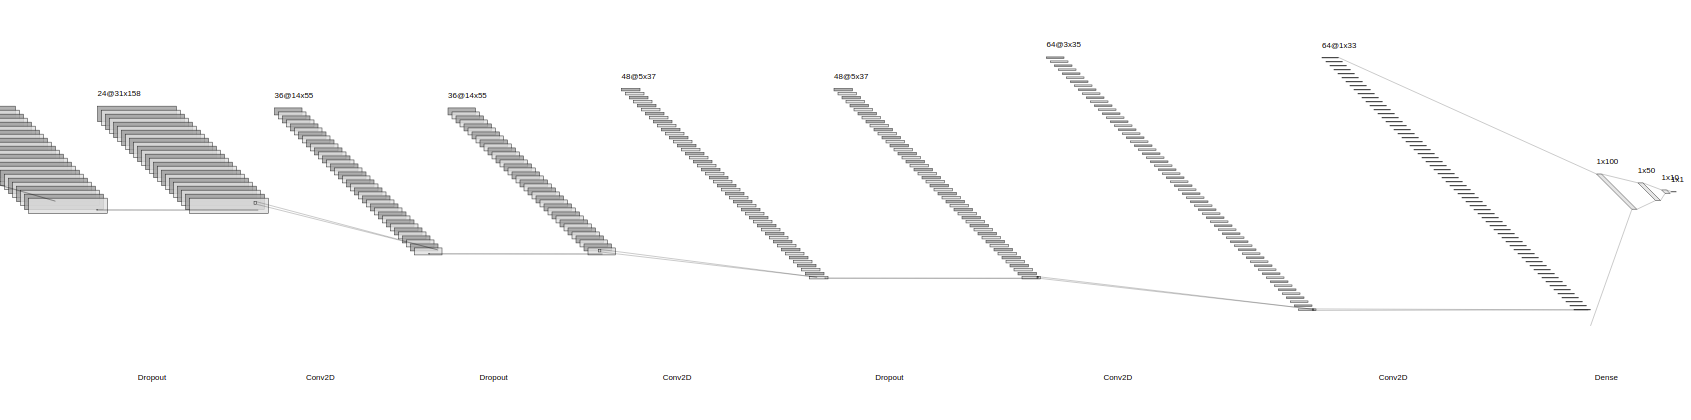 24@31x158
36@14x55
36@14x55
48@5x37
48@5x37
64@3x35
64@1x33
1x100
1x50
1x10
1x1
Dropout
Conv2D
Dropout
Conv2D
Dropout
Conv2D
Conv2D
Dense